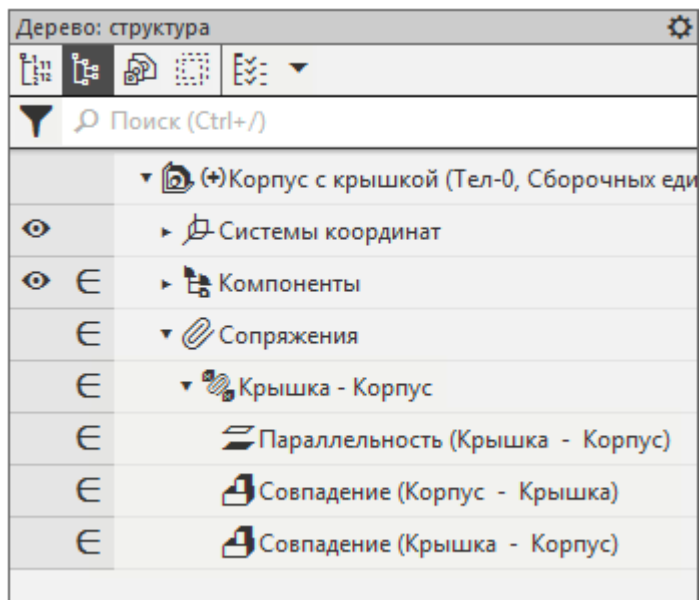 Дерево: структура
Поиск (Ctrl+/)
(+)Корпус с крышкой (Тел-0, Сборочных еди
Системы координат
Компоненты
Сопряжения
Крышка - Корпус
Параллельность (Крышка - Корпус)
Совпадение (Корпус - Крышка)
Совпадение (Крышка - Корпус)